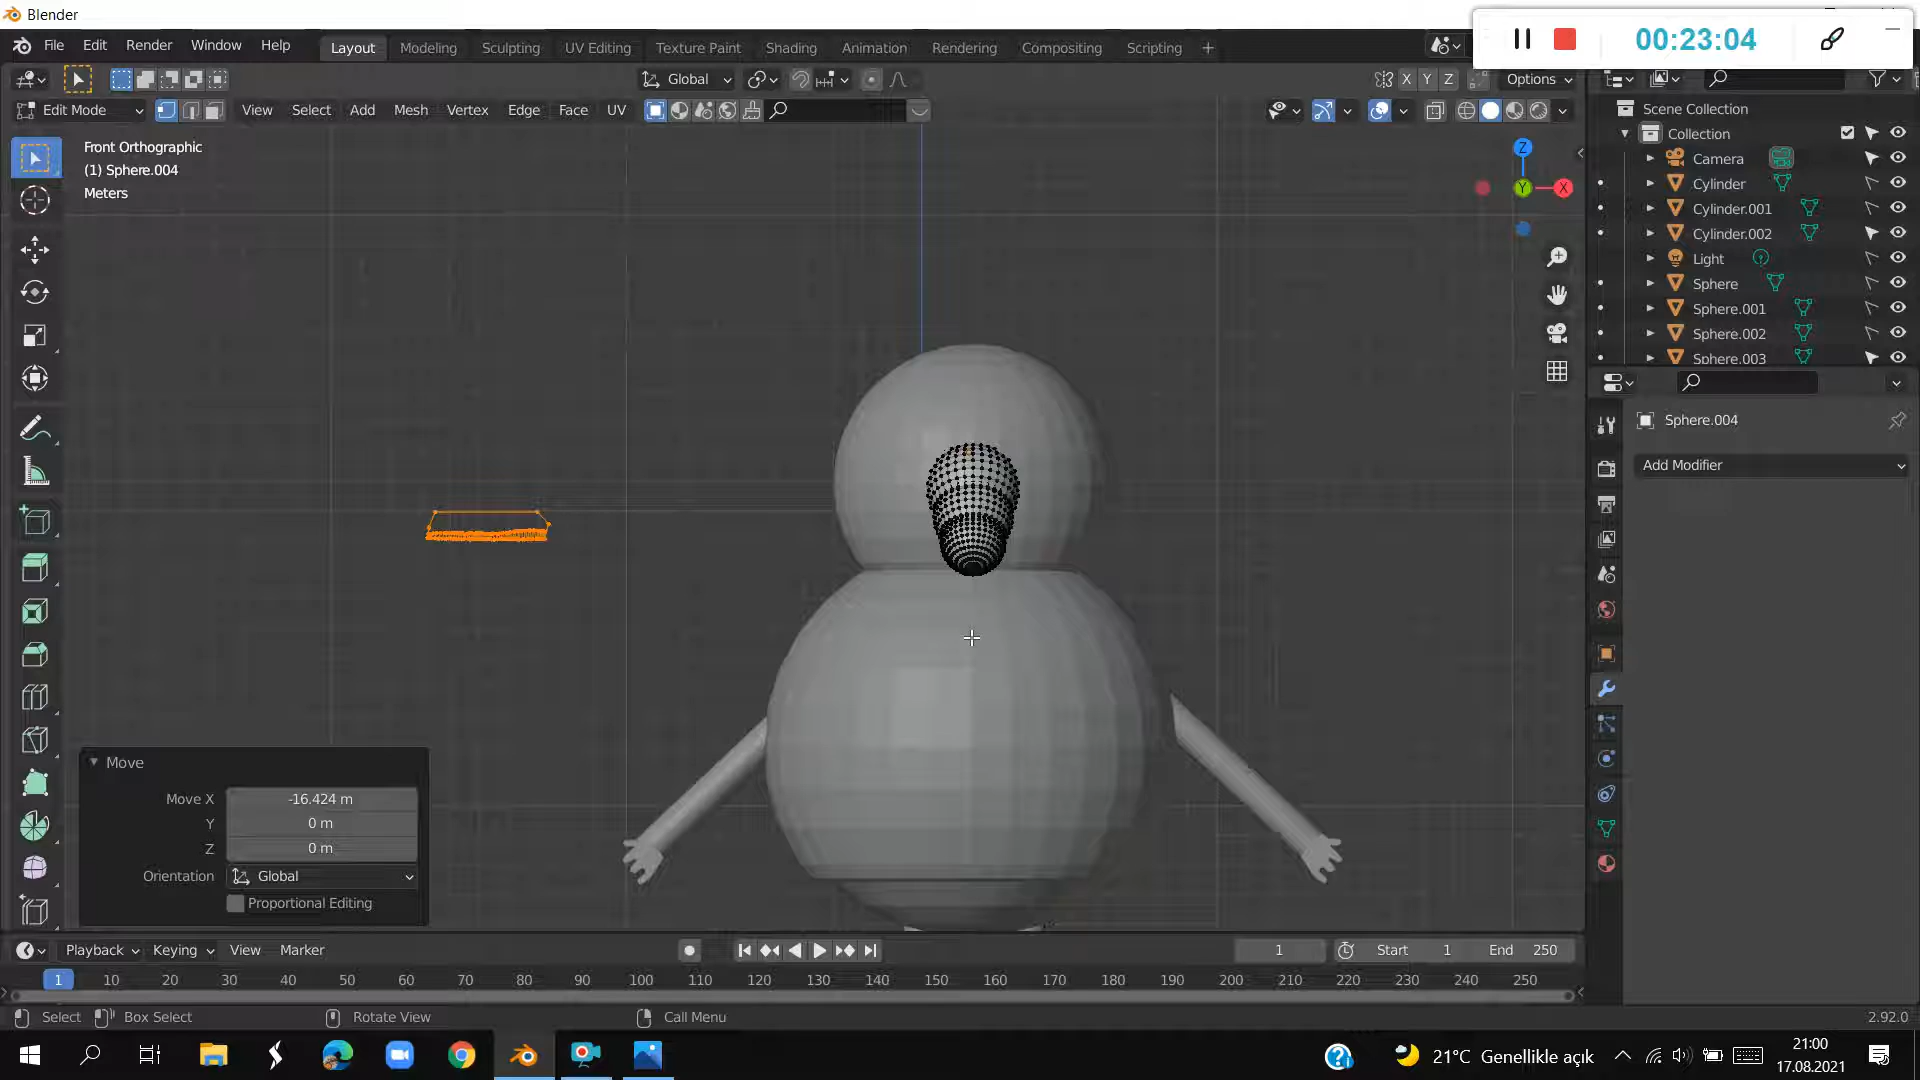 Blender
00:23:04
File Edit Render Window Help Layout Modeling Sculpting UV Editing Texture Paint Shading Animation Rendering Compositing Scripting +
Global X Y Z Options
Edit Mode View Select Add Mesh Vertex Edge Face UV
Front Orthographic
(1) Sphere.004
Meters
Z
Y
X
Scene Collection
Collection
Camera
Cylinder
Cylinder.001
Cylinder.002
Light
Sphere
Sphere.001
Sphere.002
Sphere.003
Sphere.004
Add Modifier
Move
Move X -16.424 m
Y 0 m
Z 0 m
Orientation Global
Proportional Editing
Playback Keying View Marker 1 Start 1 End 250
1 10 20 30 40 50 60 70 80 90 100 110 120 130 140 150 160 170 180 190 200 210 220 230 240 250
Select Box Select Rotate View Call Menu 2.92.0
21°C Genellikle açık
21:00
17.08.2021